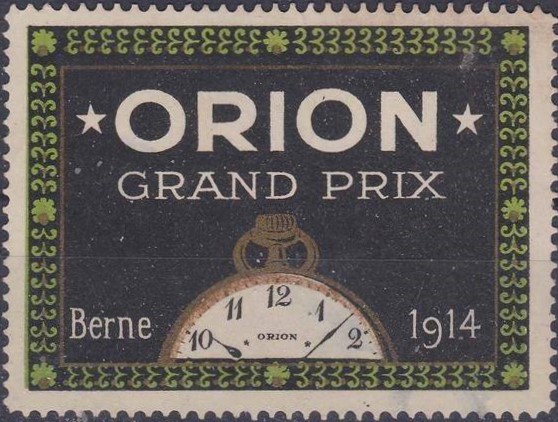 ★ORION★
GRAND PRIX
Berne 1914
12
11 1
10 ★ORION★ 2